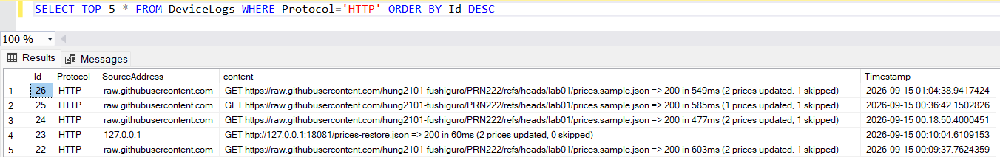 SELECT TOP 5 * FROM DeviceLogs WHERE Protocol='HTTP' ORDER BY Id DESC
100 %
Results Messages
Id Protocol SourceAddress content Timestamp
1 26 HTTP raw.githubusercontent.com GET https://raw.githubusercontent.com/hung2101-fushiguro/PRN222/refs/heads/lab01/prices.sample.json => 200 in 549ms (2 prices updated, 1 skipped) 2026-09-15 01:04:38.9417424
2 25 HTTP raw.githubusercontent.com GET https://raw.githubusercontent.com/hung2101-fushiguro/PRN222/refs/heads/lab01/prices.sample.json => 200 in 585ms (1 prices updated, 1 skipped) 2026-09-15 00:36:42.1502826
3 24 HTTP raw.githubusercontent.com GET https://raw.githubusercontent.com/hung2101-fushiguro/PRN222/refs/heads/lab01/prices.sample.json => 200 in 477ms (2 prices updated, 1 skipped) 2026-09-15 00:18:50.4000451
4 23 HTTP 127.0.0.1 GET http://127.0.0.1:18081/prices-restore.json => 200 in 60ms (2 prices updated, 0 skipped) 2026-09-15 00:10:04.6109153
5 22 HTTP raw.githubusercontent.com GET https://raw.githubusercontent.com/hung2101-fushiguro/PRN222/refs/heads/lab01/prices.sample.json => 200 in 603ms (2 prices updated, 1 skipped) 2026-09-15 00:09:37.7624359